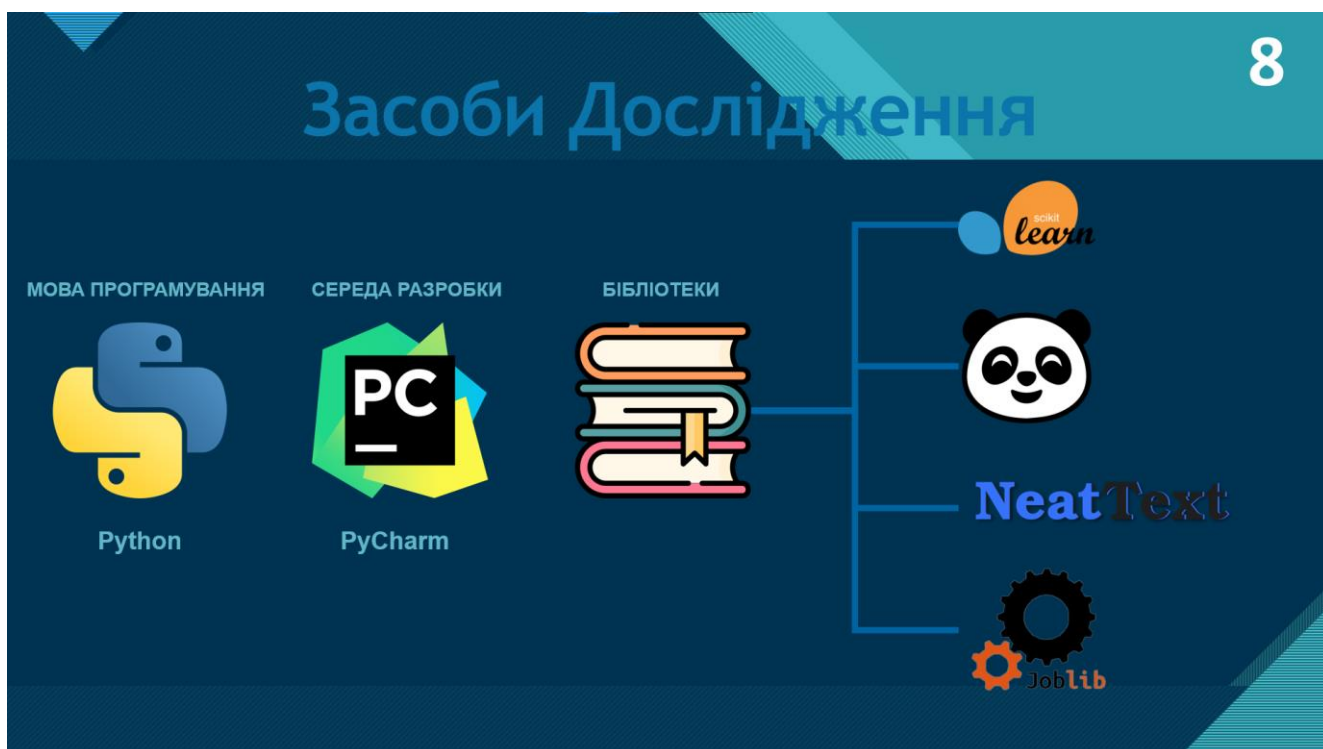 8
Засоби Дослідження
МОВА ПРОГРАМУВАННЯ
СЕРЕДА РАЗРОБКИ
БІБЛІОТЕКИ
PC
Python
PyCharm
scikit
learn
NeatText
Joblib